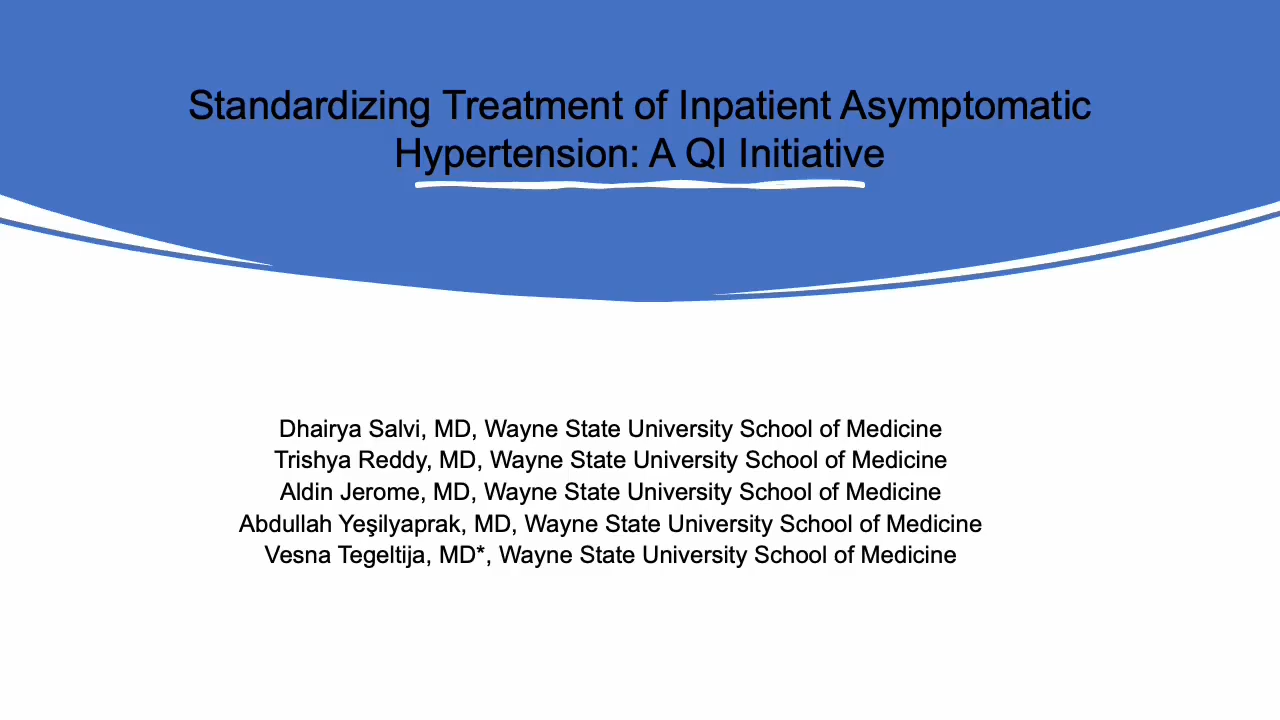 Standardizing Treatment of Inpatient Asymptomatic
Hypertension: A QI Initiative
Dhairya Salvi, MD, Wayne State University School of Medicine
Trishya Reddy, MD, Wayne State University School of Medicine
Aldin Jerome, MD, Wayne State University School of Medicine
Abdullah Yeşilyaprak, MD, Wayne State University School of Medicine
Vesna Tegeltija, MD*, Wayne State University School of Medicine